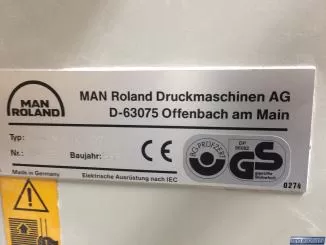 MAN
ROLAND
MAN Roland Druckmaschinen AG
D-63075 Offenbach am Main
Typ:
Nr.:
Baujahr:
CE
BG-PRÜFZERT
GS
geprüfte
Sicherheit
Made in Germany
Elektrische Ausrüstung nach IEC
0274